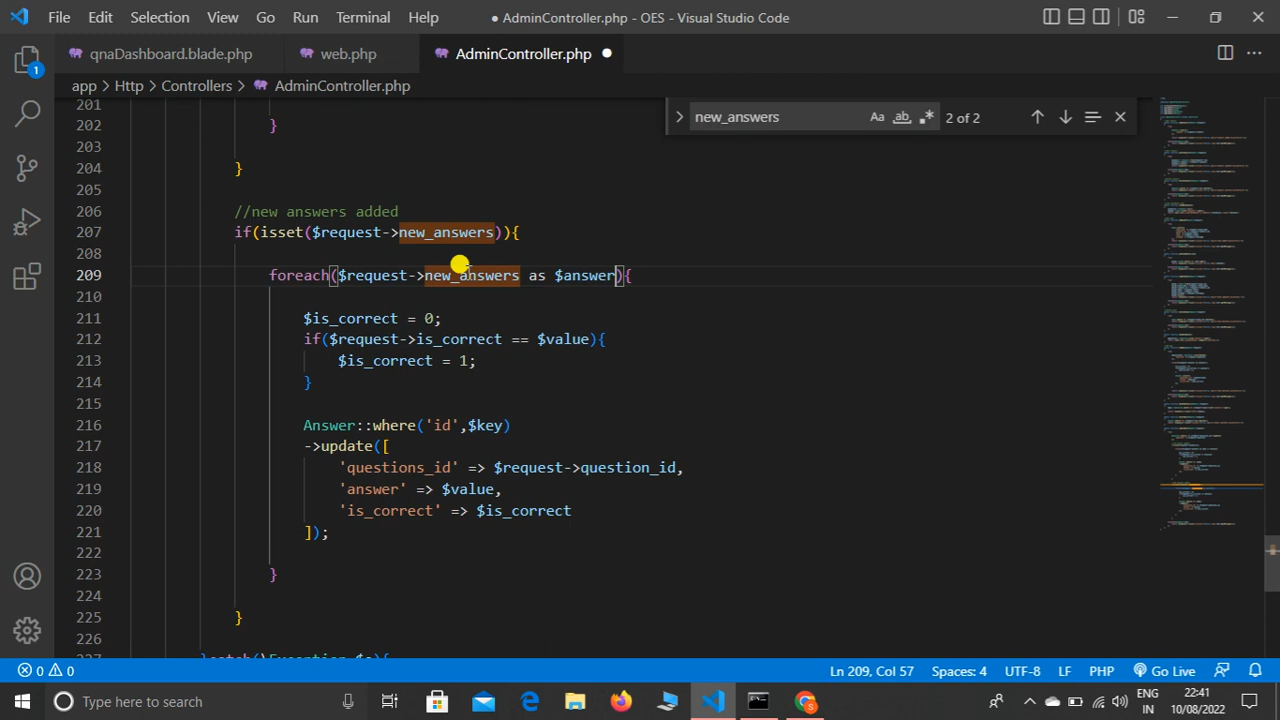 File Edit Selection View Go Run Terminal Help ● AdminController.php - OES - Visual Studio Code
qnaDashboard.blade.php web.php AdminController.php
1
app > Http > Controllers > AdminController.php
new_answers Aa ab 2 of 2
201
202 }
203
204 }
205
206 //new answers added
207 if(isset($request->new_answers)){
208
209 foreach($request->new_answers as $answer){
210
211 $is_correct = 0;
212 if($request->is_correct == $value){
213 $is_correct = 1;
214 }
215
216 Answer::where('id',$key)
217 ->update([
218 'questions_id' => $request->question_id,
219 'answer' => $value,
220 'is_correct' => $is_correct
221 ]);
222
223 }
224
225 }
226
227 }catch(\Exception $e){
0 0 Ln 209, Col 57 Spaces: 4 UTF-8 LF PHP Go Live
Type here to search ENG IN 22:41 10/08/2022